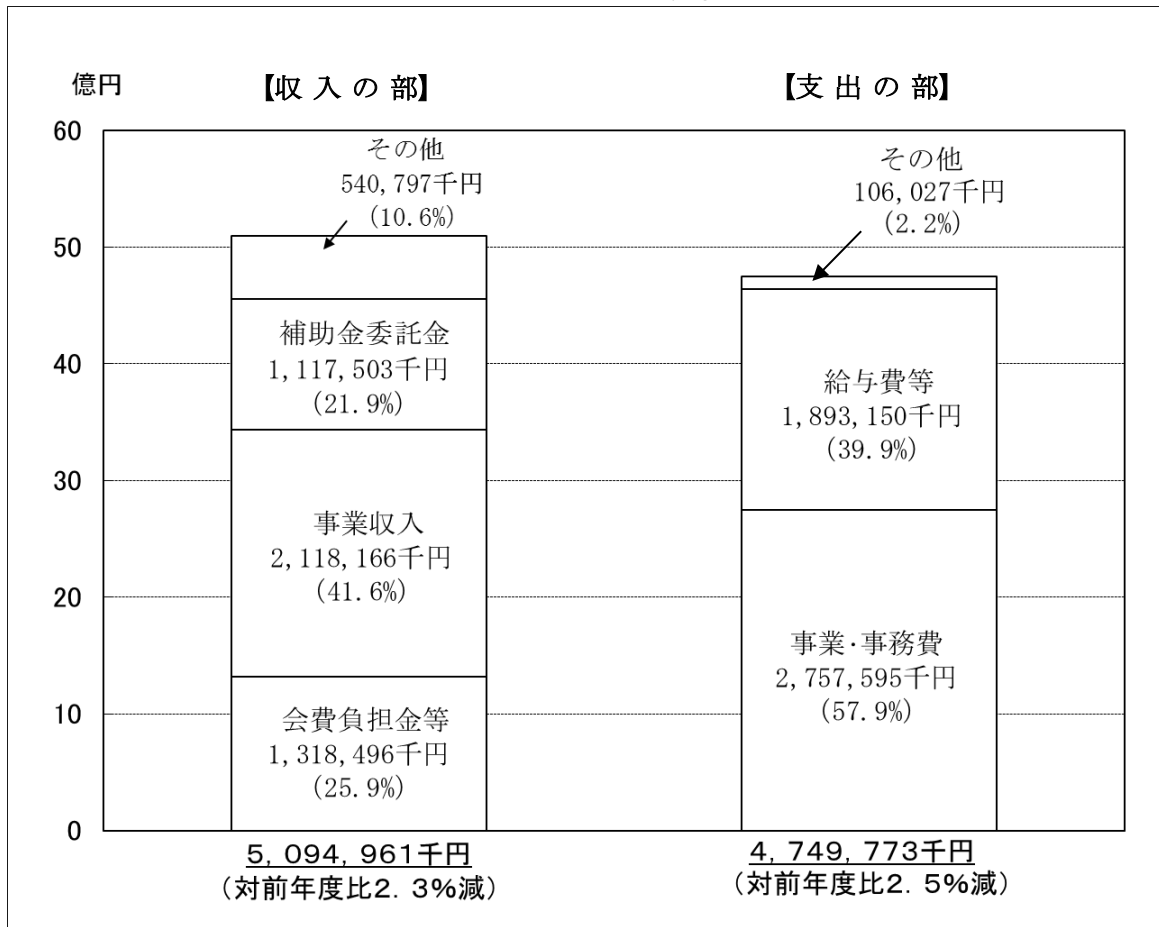 億円
【収 入 の 部】
【支 出 の 部】
60
50
40
30
20
10
0
その他
540,797千円
(10.6%)
補助金委託金
1,117,503千円
(21.9%)
事業収入
2,118,166千円
(41.6%)
会費負担金等
1,318,496千円
(25.9%)
5,094,961千円
(対前年度比2.3%減)
その他
106,027千円
(2.2%)
給与費等
1,893,150千円
(39.9%)
事業・事務費
2,757,595千円
(57.9%)
4,749,773千円
(対前年度比2.5%減)